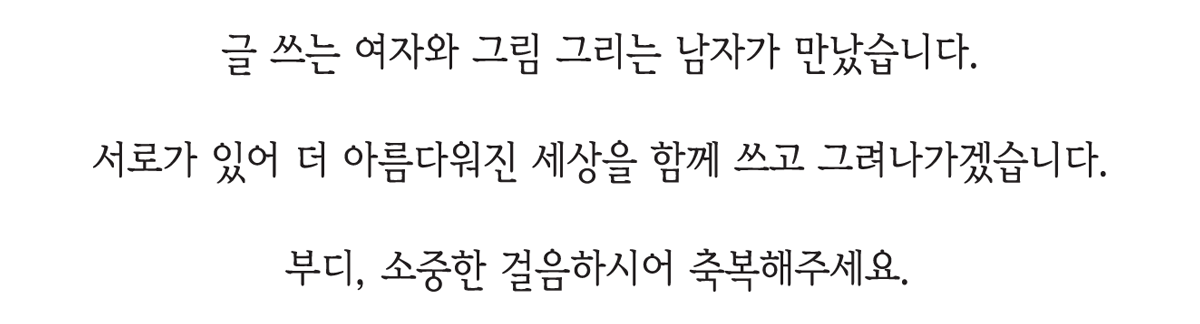 글 쓰는 여자와 그림 그리는 남자가 만났습니다.
서로가 있어 더 아름다워진 세상을 함께 쓰고 그려나가겠습니다.
부디, 소중한 걸음하시어 축복해주세요.